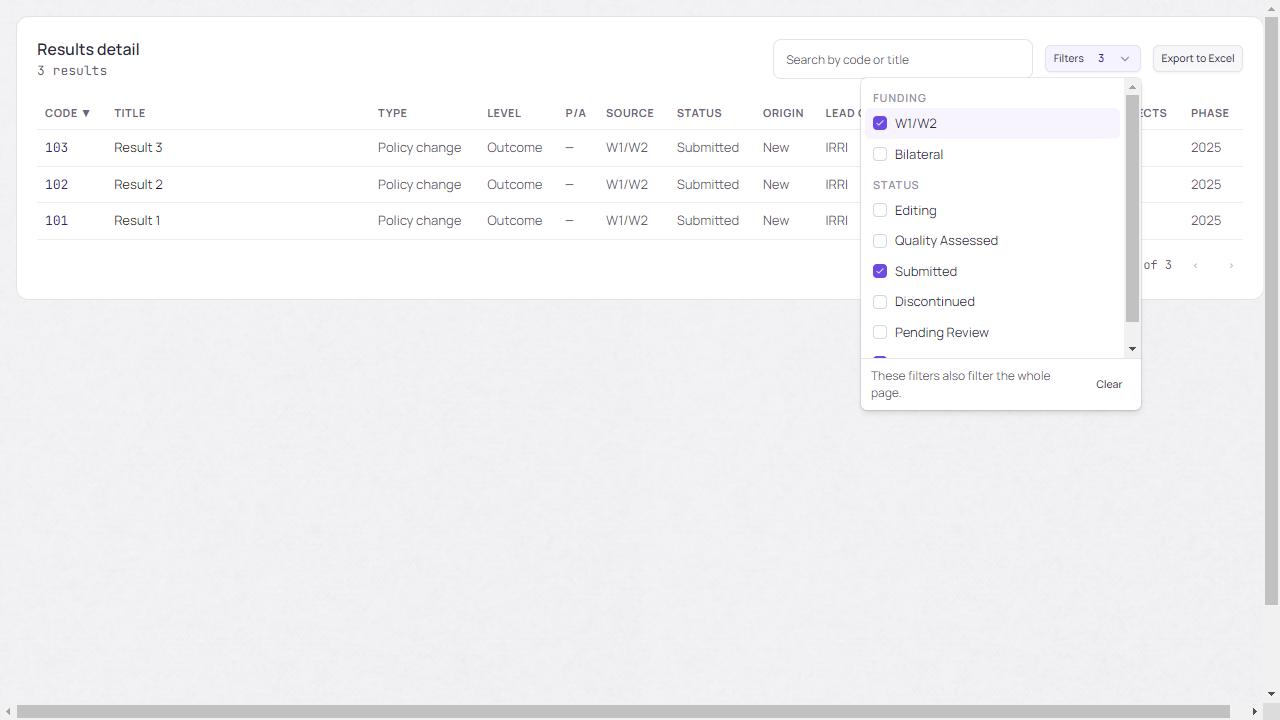 Results detail
3 results
Search by code or title
Filters 3
Export to Excel
CODE ▼ TITLE TYPE LEVEL P/A SOURCE STATUS ORIGIN LEAD PHASE
103 Result 3 Policy change Outcome — W1/W2 Submitted New IRRI 2025
102 Result 2 Policy change Outcome — W1/W2 Submitted New IRRI 2025
101 Result 1 Policy change Outcome — W1/W2 Submitted New IRRI 2025
of 3 ‹ ›
FUNDING
W1/W2
Bilateral
STATUS
Editing
Quality Assessed
Submitted
Discontinued
Pending Review
These filters also filter the whole
page.
Clear